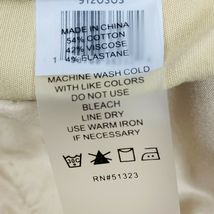 9120303
MADE IN CHINA
54% COTTON
42% VISCOSE
4% ELASTANE
MACHINE WASH COLD
WITH LIKE COLORS
DO NOT USE
BLEACH
LINE DRY
USE WARM IRON
IF NECESSARY
RN#51323